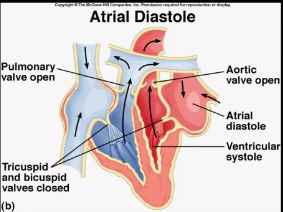 Copyright © The McGraw-Hill Companies, Inc. Permission required for reproduction or display.
Atrial Diastole
Pulmonary
valve open
Aortic
valve open
Atrial
diastole
Ventricular
systole
Tricuspid
and bicuspid
valves closed
(b)